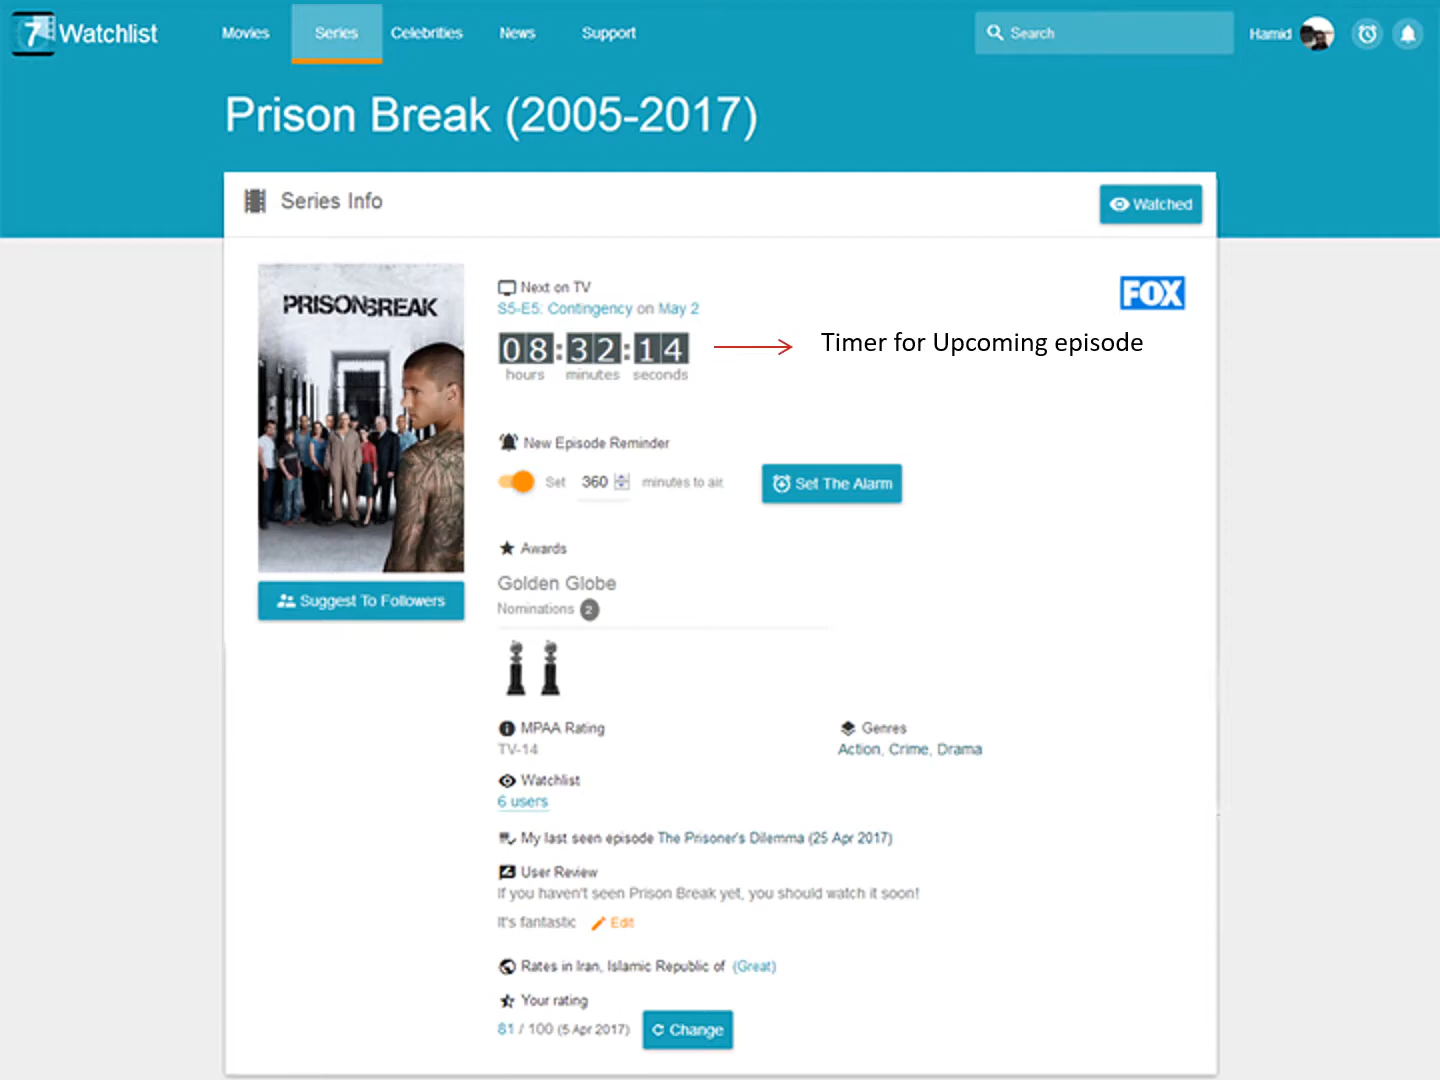 7 Watchlist
Movies
Series
Celebrities
News
Support
Search
Hamid
Prison Break (2005-2017)
Series Info
Watched
PRISON BREAK
Suggest To Followers
Next on TV
S5-E5: Contingency on May 2
FOX
08:32:14
hours minutes seconds
Timer for Upcoming episode
New Episode Reminder
Set 360 minutes to air.
Set The Alarm
Awards
Golden Globe
Nominations 2
MPAA Rating
TV-14
Genres
Action, Crime, Drama
Watchlist
6 users
My last seen episode The Prisoner's Dilemma (25 Apr 2017)
User Review
If you haven't seen Prison Break yet, you should watch it soon!
It's fantastic Edit
Rates in Iran, Islamic Republic of (Great)
Your rating
81 / 100 (5 Apr 2017)
Change